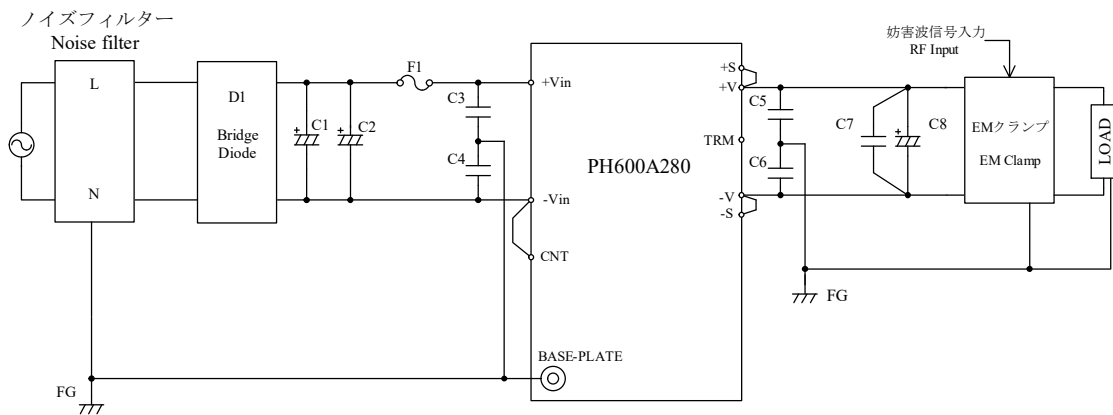 ノイズフィルター
Noise filter
L
N
D1
Bridge
Diode
C1
C2
F1
C3
C4
+Vin
-Vin
CNT
BASE-PLATE
FG
PH600A280
+S
+V
TRM
-V
-S
C5
C6
C7
C8
妨害波信号入力
RF Input
EMクランプ
EM Clamp
LOAD
FG